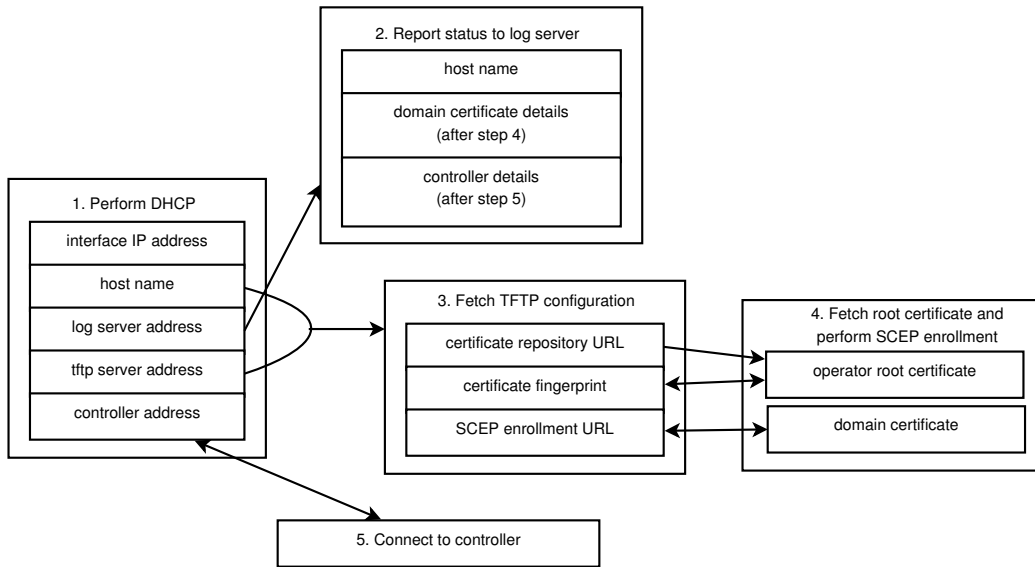 1. Perform DHCP
interface IP address
host name
log server address
tftp server address
controller address
2. Report status to log server
host name
domain certificate details
(after step 4)
controller details
(after step 5)
3. Fetch TFTP configuration
certificate repository URL
certificate fingerprint
SCEP enrollment URL
4. Fetch root certificate and
perform SCEP enrollment
operator root certificate
domain certificate
5. Connect to controller